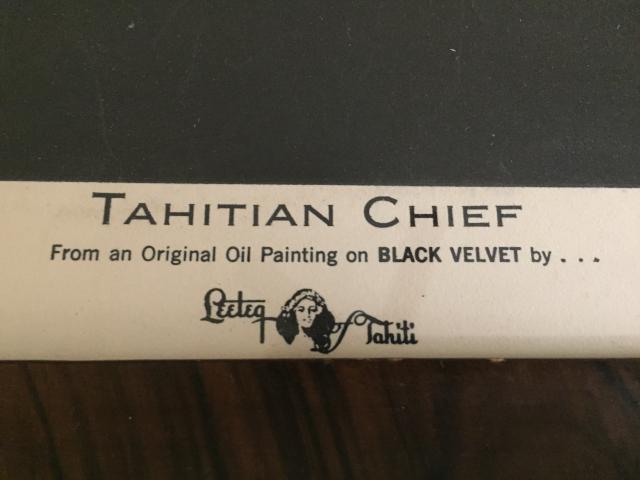 TAHITIAN CHIEF
From an Original Oil Painting on BLACK VELVET by . . .
Leeteg of Tahiti